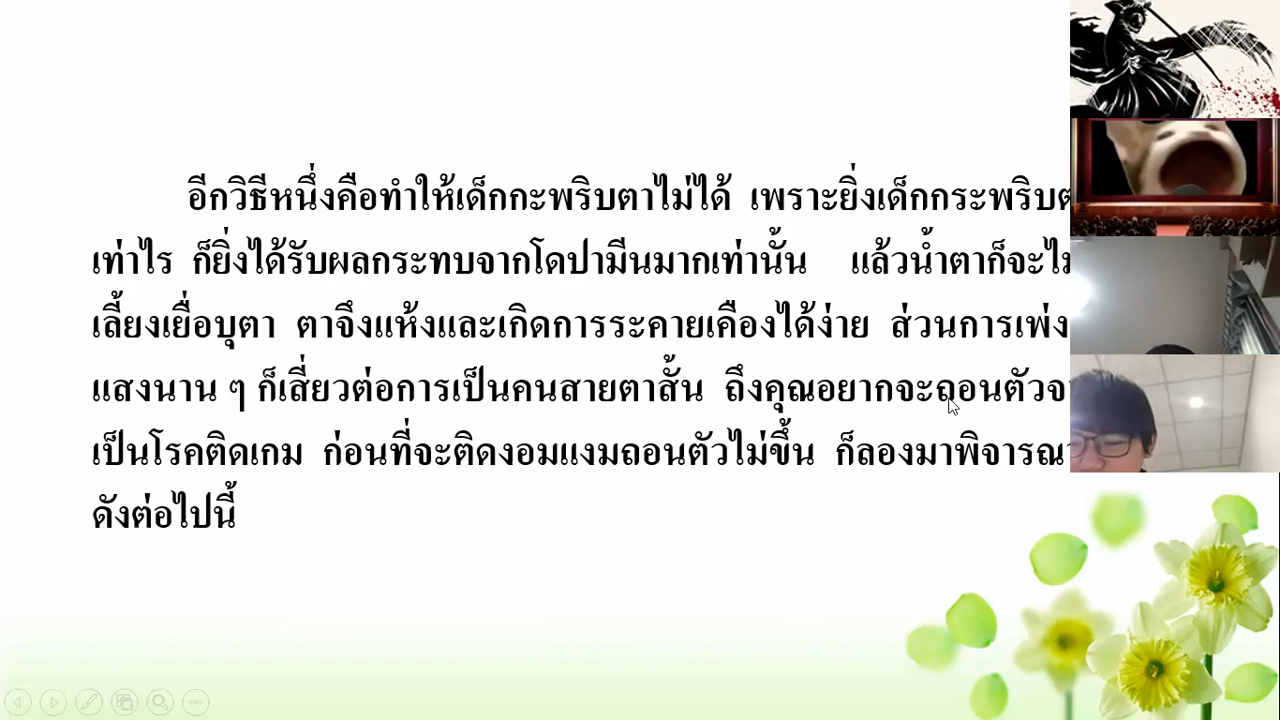 อีกวิธีหนึ่งคือทำให้เด็กกะพริบตาไม่ได้ เพราะยิ่งเด็กกระพริบ
เท่าไร ก็ยิ่งได้รับผลกระทบจากโดปามีนมากเท่านั้น แล้วน้ำตาก็จะ
เลี้ยงเยื่อบุตา ตาจึงแห้งและเกิดการระคายเคืองได้ง่าย ส่วนการเพ่ง
แสงนาน ๆ ก็เสี่ยวต่อการเป็นคนสายตาสั้น ถึงคุณอยากจะถอนตัว
เป็นโรคติดเกม ก่อนที่จะติดงอมแงมถอนตัวไม่ขึ้น ก็ลองมา
ดังต่อไปนี้